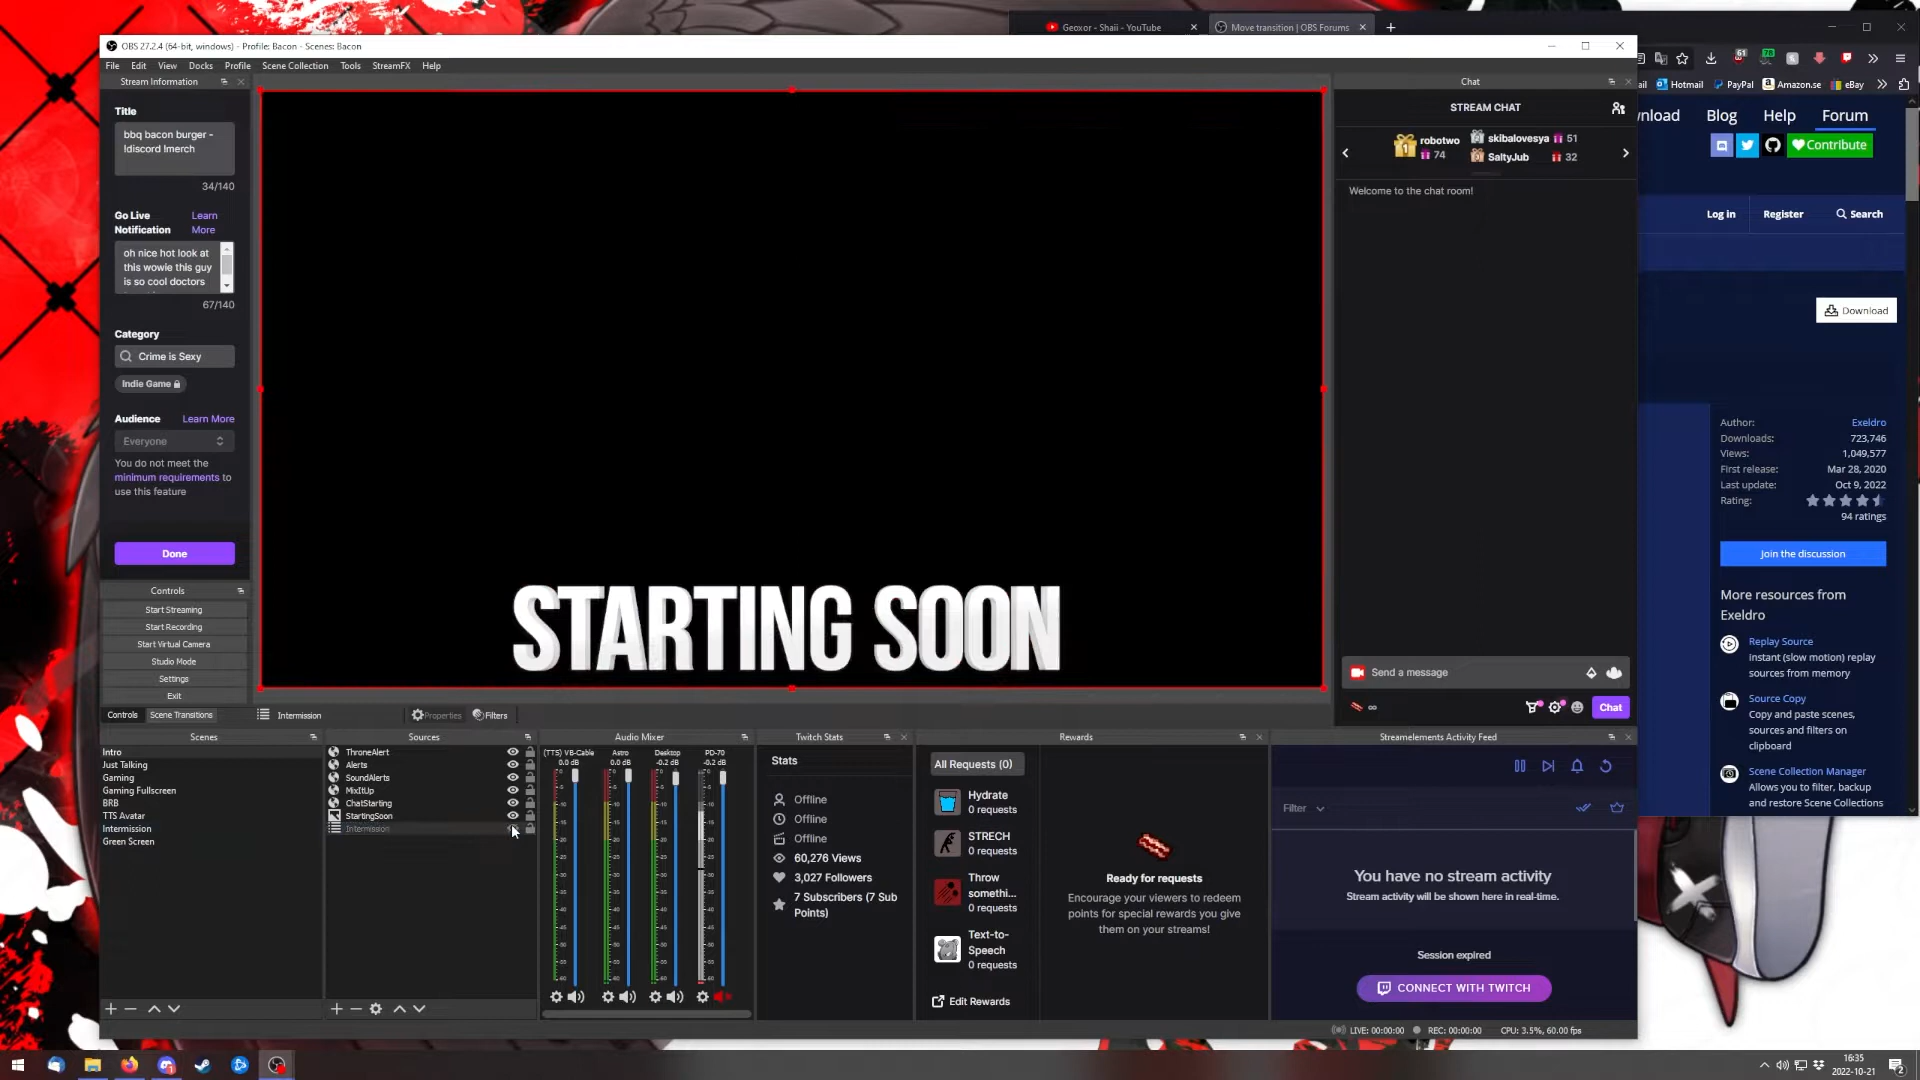 Geoxor - Shaii - YouTube
Move transition | OBS Forums
OBS 27.2.4 (64-bit, windows) - Profile: Bacon - Scenes: Bacon
File Edit View Docks Profile Scene Collection Tools StreamFX Help
61
78
Hotmail PayPal Amazon.se eBay
Stream Information
Title
bbq bacon burger -
!discord !merch
34/140
Go Live
Notification
Learn
More
oh nice hot look at
this wowie this guy
is so cool doctors
67/140
Category
Crime is Sexy
Indie Game
Audience
Learn More
Everyone
You do not meet the
minimum requirements to
use this feature
Done
Controls
Start Streaming
Start Recording
Start Virtual Camera
Studio Mode
Settings
Exit
Controls
Scene Transitions
STARTING SOON
Intermission
Properties
Filters
Chat
STREAM CHAT
robotwo
74
skibalovesya 51
SaltyJub 32
Welcome to the chat room!
Send a message
∞
Chat
Blog Help Forum
Contribute
Log in Register Search
Download
Author: Exeldro
Downloads: 723,746
Views: 1,049,577
First release: Mar 28, 2020
Last update: Oct 9, 2022
Rating:
94 ratings
Join the discussion
More resources from
Exeldro
Replay Source
instant (slow motion) replay
sources from memory
Source Copy
Copy and paste scenes,
sources and filters on
clipboard
Scene Collection Manager
Allows you to filter, backup
and restore Scene Collections
Scenes
Intro
Just Talking
Gaming
Gaming Fullscreen
BRB
TTS Avatar
Intermission
Green Screen
Sources
ThroneAlert
Alerts
SoundAlerts
MixItUp
ChatStarting
StartingSoon
Intermission
Audio Mixer
(TTS) VB-Cable Astro Desktop PD-70
0.0 dB 0.0 dB -0.2 dB -0.2 dB
Twitch Stats
Stats
Offline
Offline
Offline
60,276 Views
3,027 Followers
7 Subscribers (7 Sub
Points)
Rewards
All Requests (0)
Hydrate
0 requests
STRECH
0 requests
Throw
somethi...
0 requests
Text-to-
Speech
0 requests
Edit Rewards
Ready for requests
Encourage your viewers to redeem
points for special rewards you give
them on your streams!
Streamelements Activity Feed
Filter
You have no stream activity
Stream activity will be shown here in real-time.
Session expired
CONNECT WITH TWITCH
LIVE: 00:00:00
REC: 00:00:00
CPU: 3.5%, 60.00 fps
16:35
2022-10-21
2